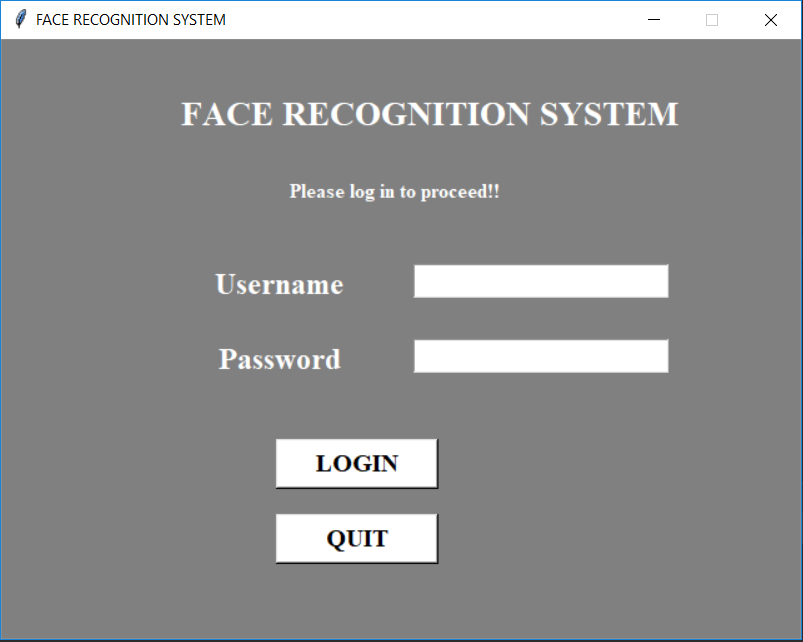 FACE RECOGNITION SYSTEM
FACE RECOGNITION SYSTEM
Please log in to proceed!!
Username
Password
LOGIN
QUIT